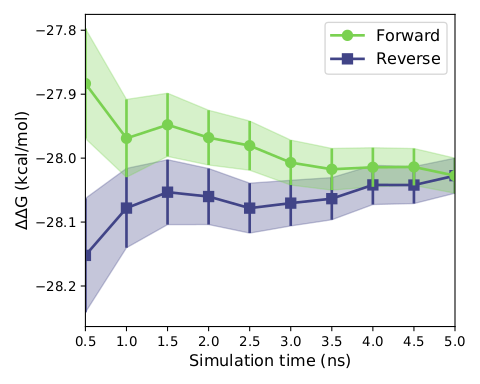 Forward
Reverse
ΔΔG (kcal/mol)
−27.8
−27.9
−28.0
−28.1
−28.2
0.5 1.0 1.5 2.0 2.5 3.0 3.5 4.0 4.5 5.0
Simulation time (ns)